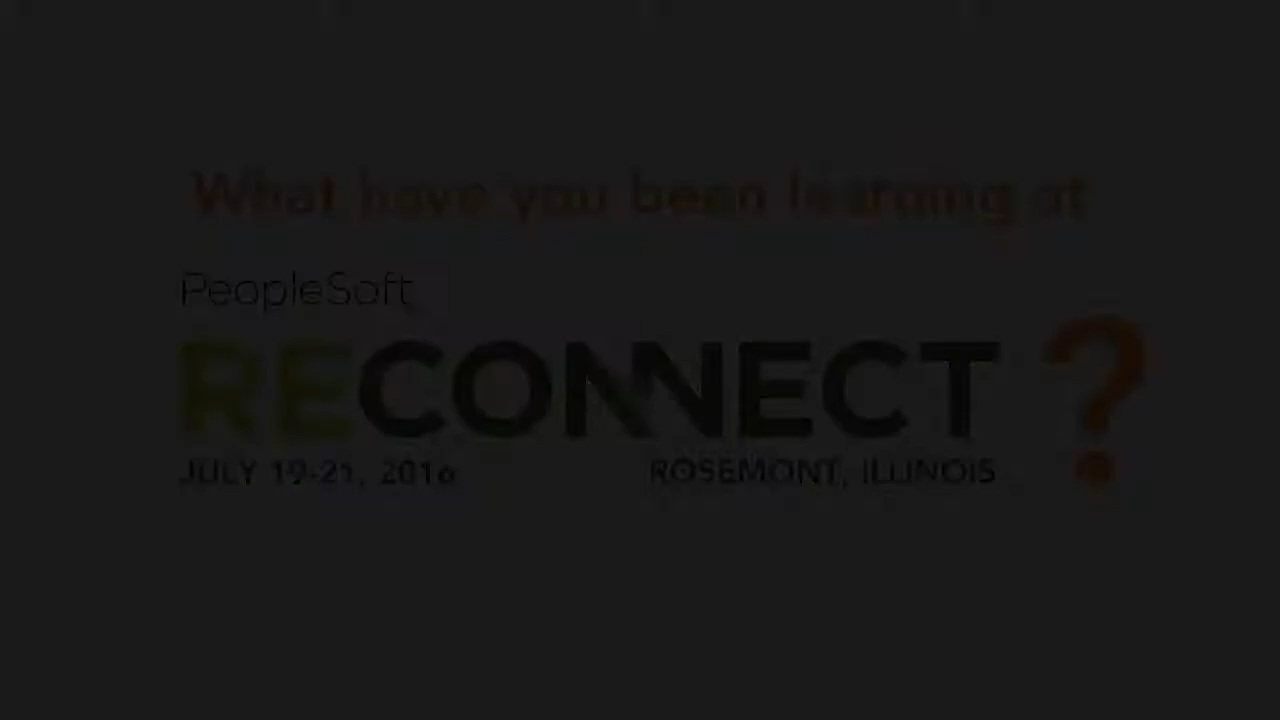 What have you been learning at
PeopleSoft
RECONNECT ?
JULY 19-21, 2016
ROSEMONT, ILLINOIS